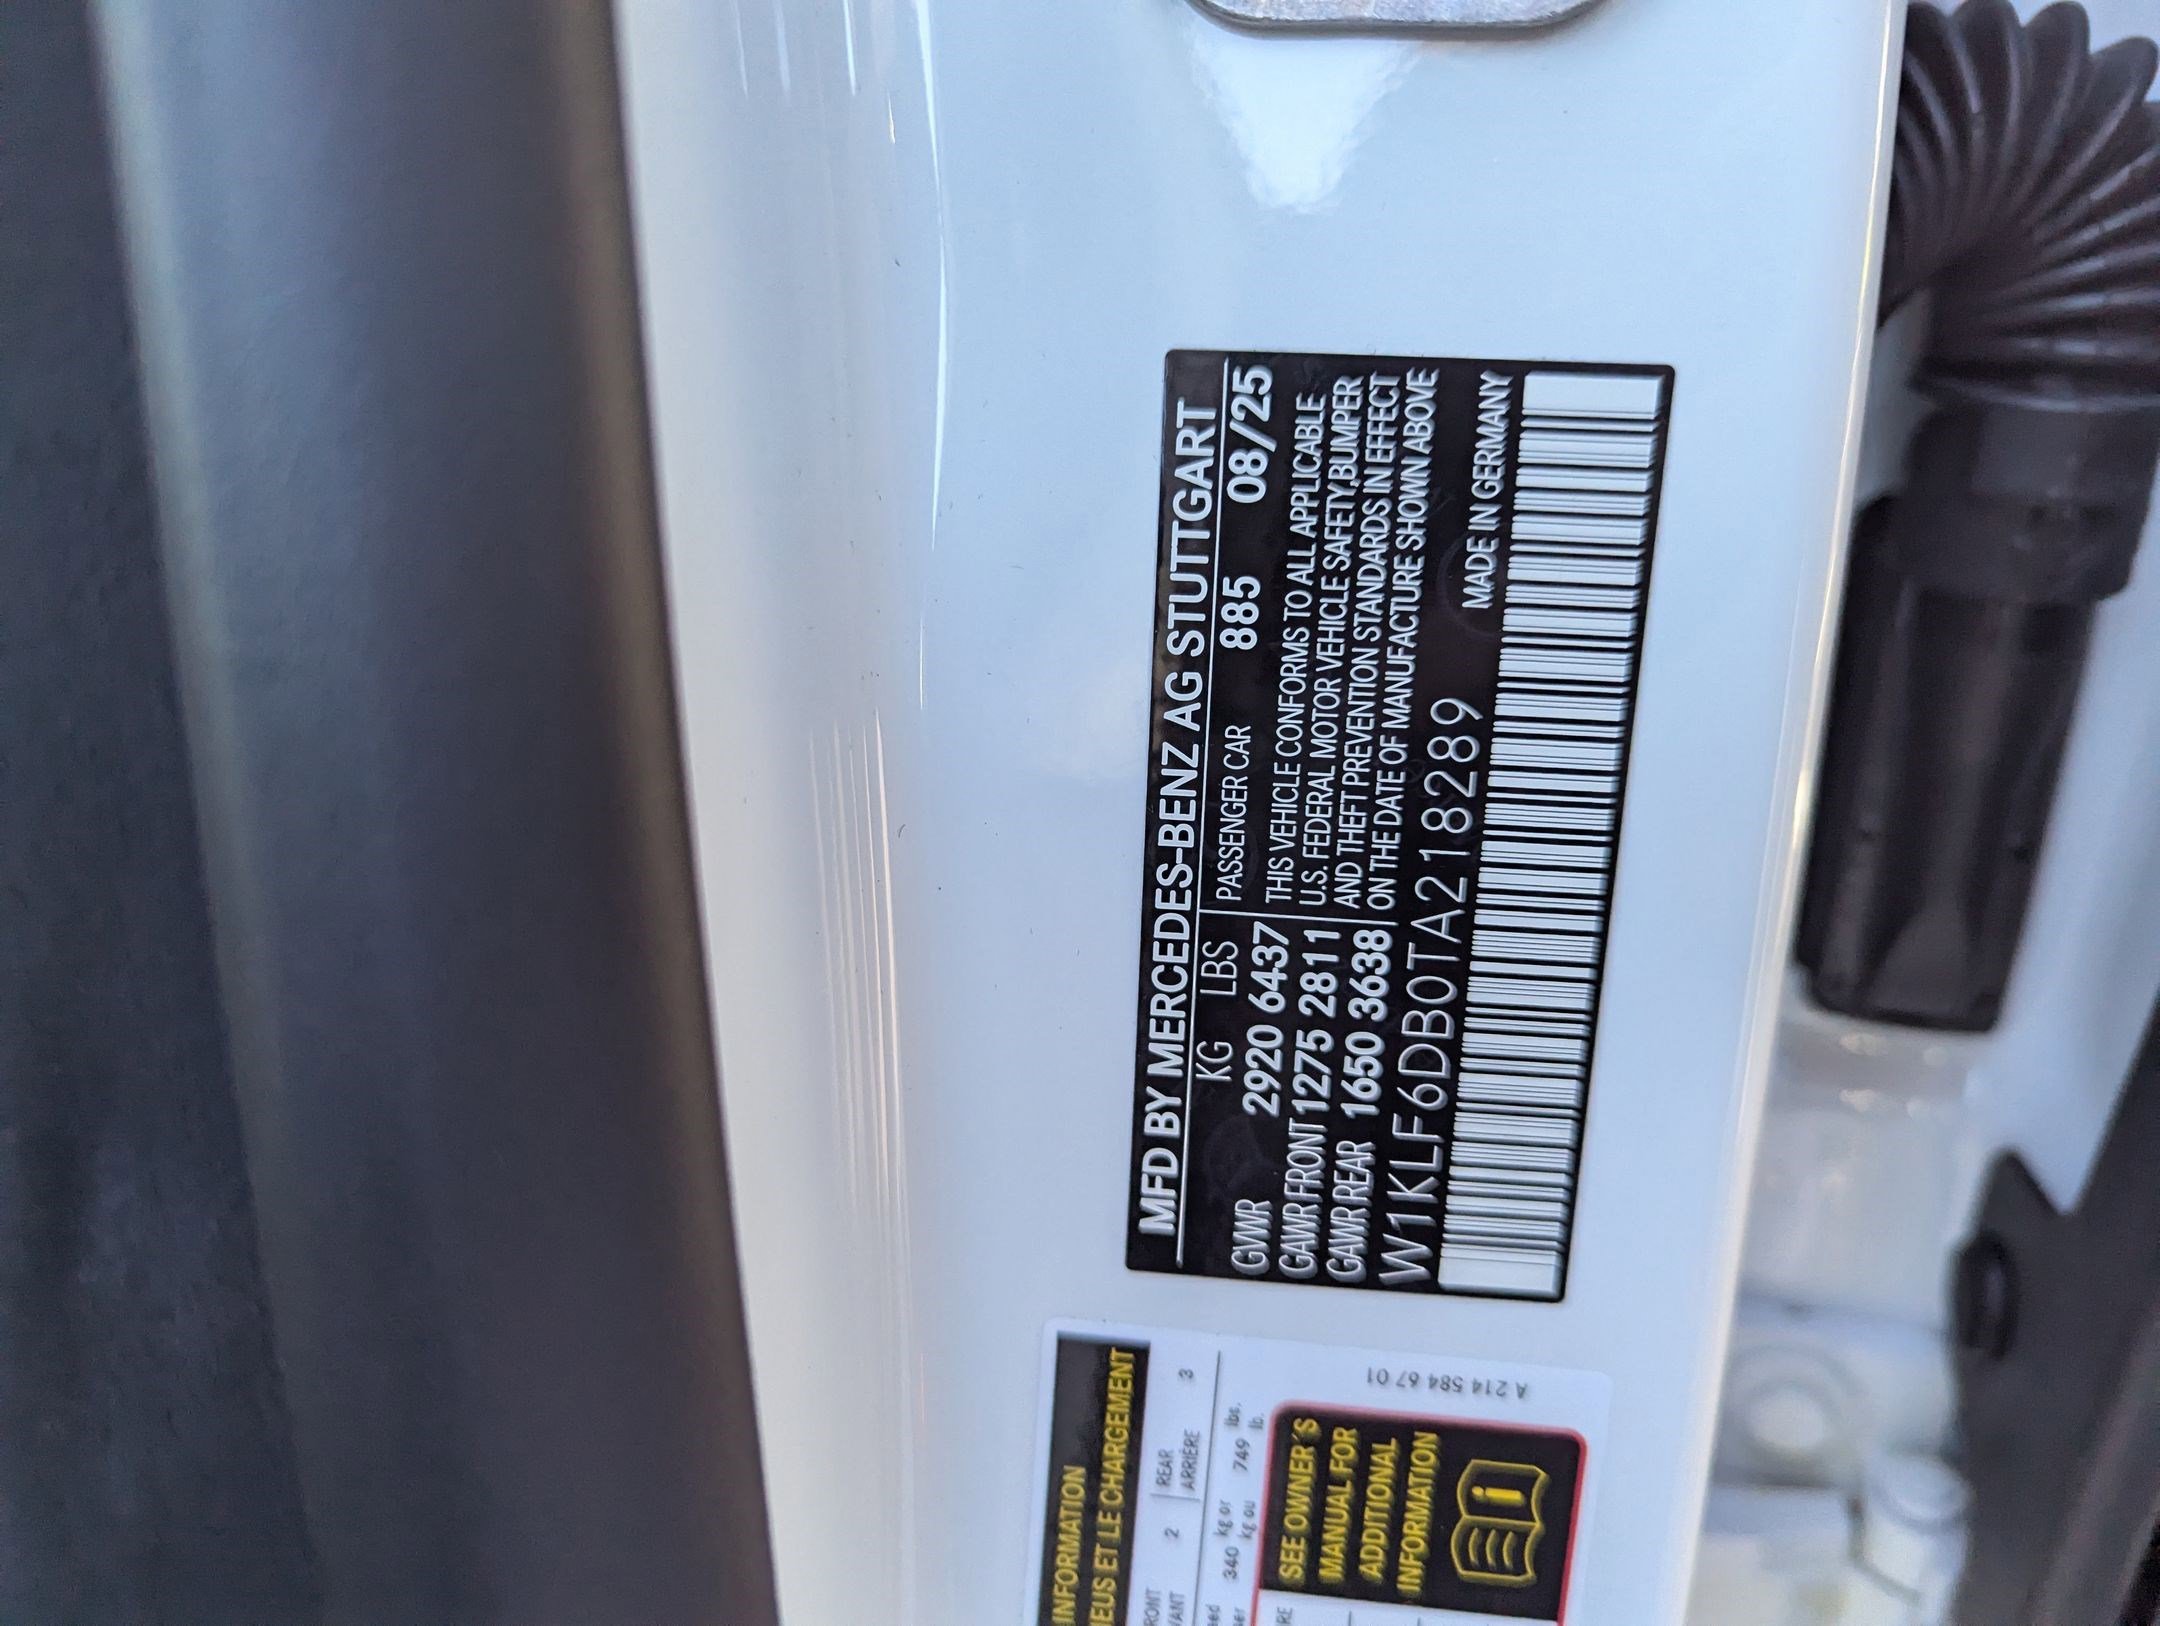 MFD BY MERCEDES-BENZ AG STUTTGART
KG LBS
GVWR 2920 6437
GAWR FRONT 1275 2811
GAWR REAR 1650 3638
PASSENGER CAR 885 08/25
THIS VEHICLE CONFORMS TO ALL APPLICABLE
U.S. FEDERAL MOTOR VEHICLE SAFETY, BUMPER
AND THEFT PREVENTION STANDARDS IN EFFECT
ON THE DATE OF MANUFACTURE SHOWN ABOVE
W1KLF6DB0TA218289
MADE IN GERMANY
INFORMATION
ET LE CHARGEMENT
2 REAR 3
ARRIÈRE
340 kg or 749 lbs.
kg ou lb.
SEE OWNER'S
MANUAL FOR
ADDITIONAL
INFORMATION
A 214 584 67 01